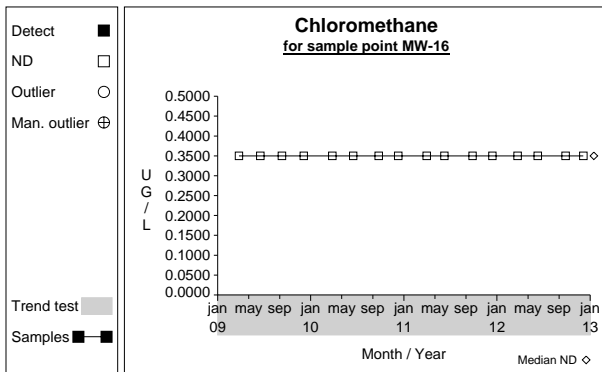 Detect
ND
Outlier
Man. outlier
Trend test
Samples
Chloromethane
for sample point MW-16
U
G
/
L
0.5000
0.4500
0.4000
0.3500
0.3000
0.2500
0.2000
0.1500
0.1000
0.0500
0.0000
jan may sep jan may sep jan may sep jan may sep jan
09 10 11 12 13
Month / Year
Median ND